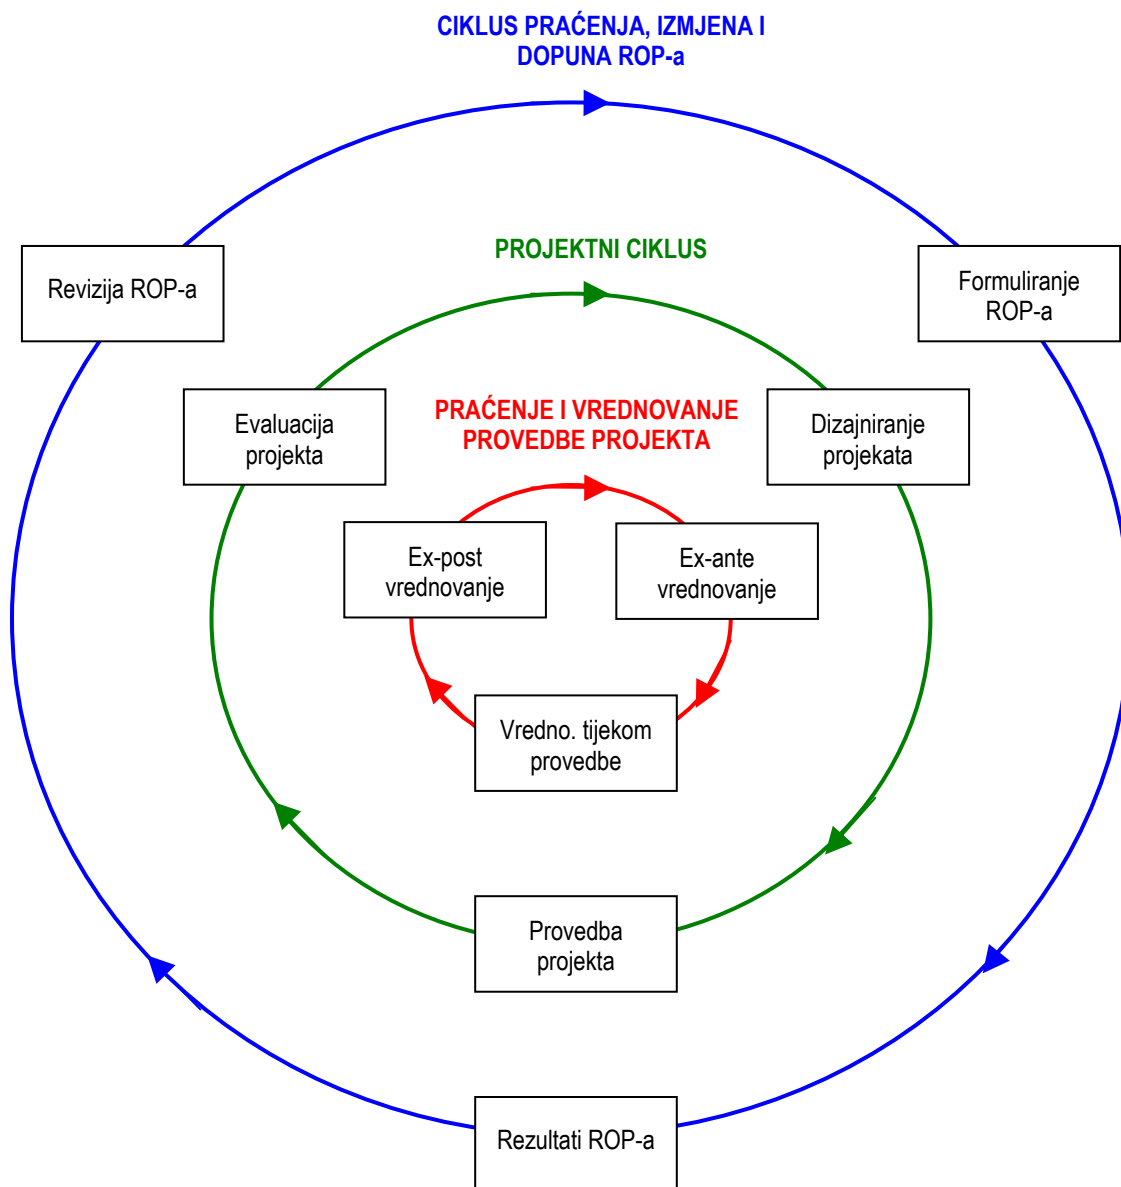 CIKLUS PRAĆENJA, IZMJENA I
DOPUNA ROP-a
PROJEKTNI CIKLUS
Revizija ROP-a
Formuliranje
ROP-a
Evaluacija
projekta
PRAĆENJE I VREDNOVANJE
PROVEDBE PROJEKTA
Dizajniranje
projekata
Ex-post
vrednovanje
Ex-ante
vrednovanje
Vredno. tijekom
provedbe
Provedba
projekta
Rezultati ROP-a